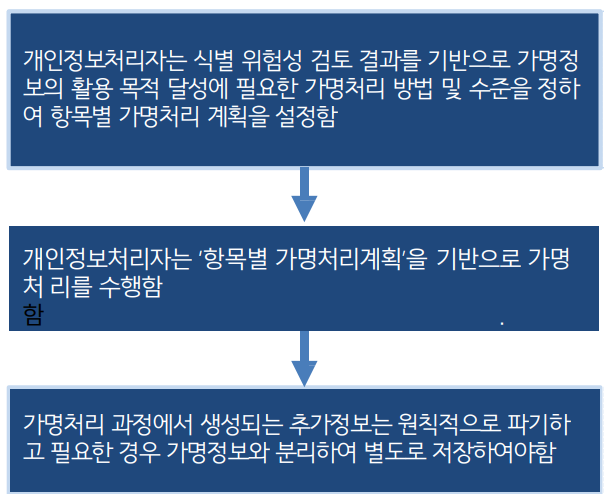 개인정보처리자는 식별 위험성 검토 결과를 기반으로 가명정
보의 활용 목적 달성에 필요한 가명처리 방법 및 수준을 정하
여 항목별 가명처리 계획을 설정함
개인정보처리자는 ‘항목별 가명처리계획’을 기반으로 가명
처 리를 수행함
함 .
가명처리 과정에서 생성되는 추가정보는 원칙적으로 파기하
고 필요한 경우 가명정보와 분리하여 별도로 저장하여야함